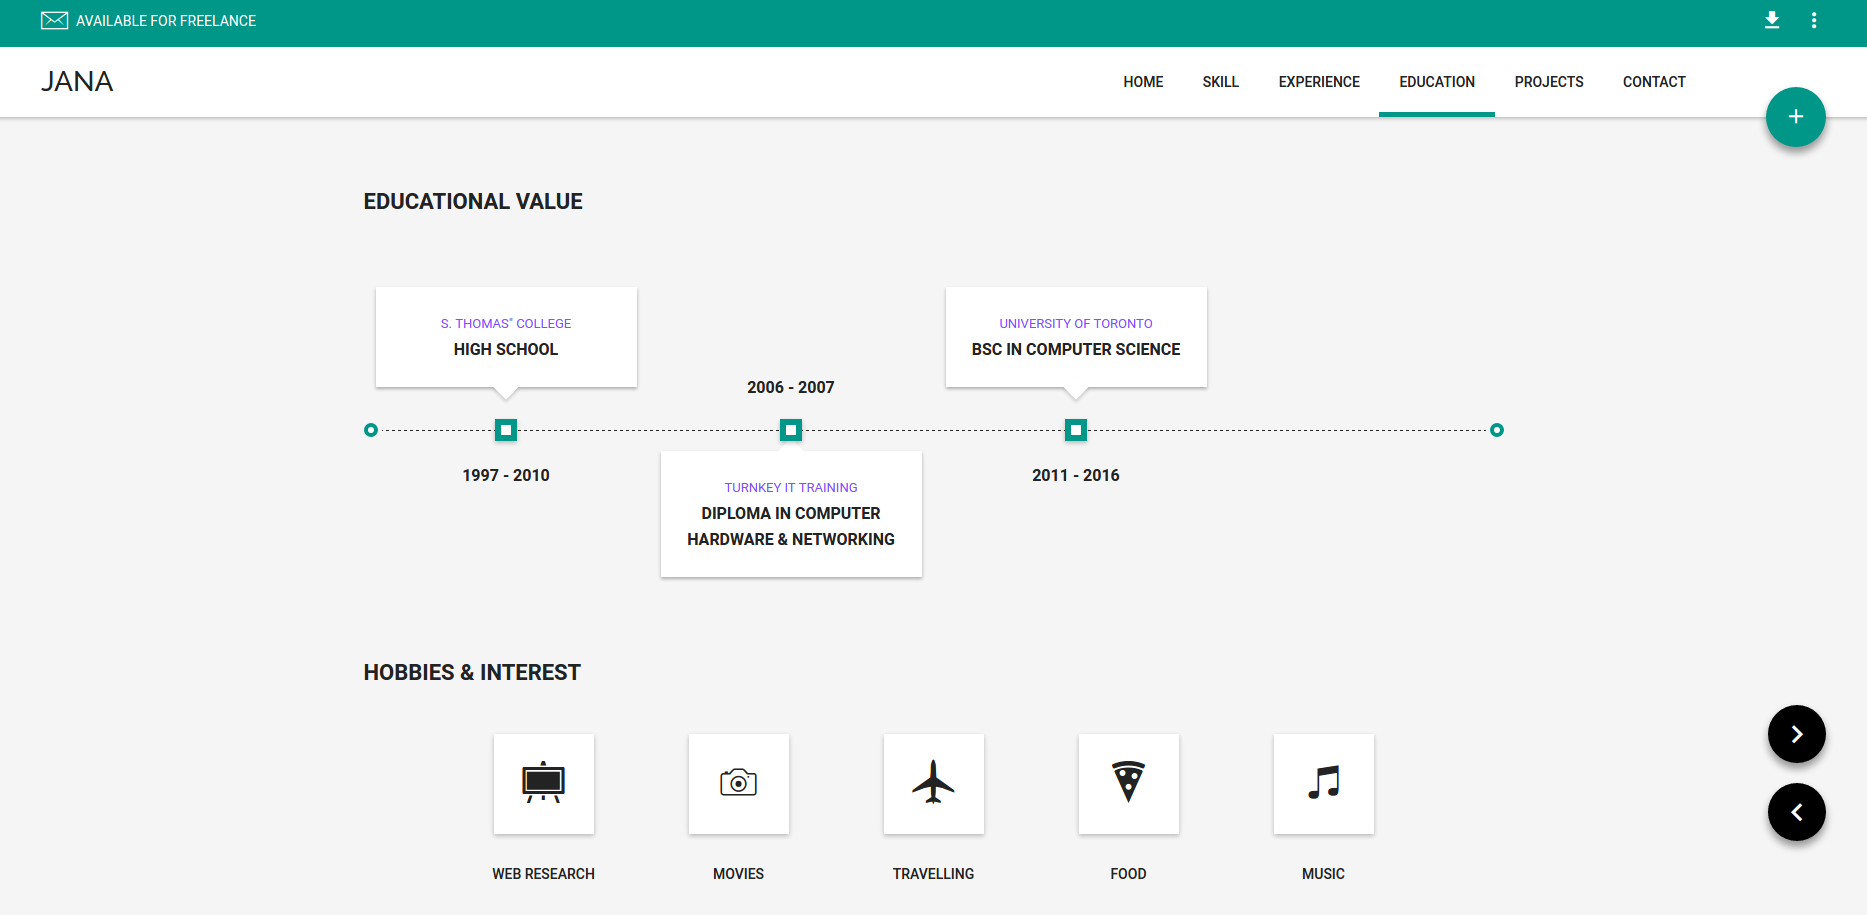 AVAILABLE FOR FREELANCE
JANA
HOME
SKILL
EXPERIENCE
EDUCATION
PROJECTS
CONTACT
EDUCATIONAL VALUE
S. THOMAS" COLLEGE
HIGH SCHOOL
1997 - 2010
2006 - 2007
TURNKEY IT TRAINING
DIPLOMA IN COMPUTER
HARDWARE & NETWORKING
UNIVERSITY OF TORONTO
BSC IN COMPUTER SCIENCE
2011 - 2016
HOBBIES & INTEREST
WEB RESEARCH
MOVIES
TRAVELLING
FOOD
MUSIC